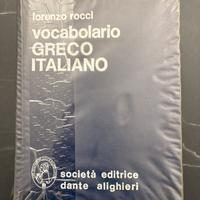 lorenzo rocci
vocabolario
GRECO
ITALIANO
società editrice
dante alighieri